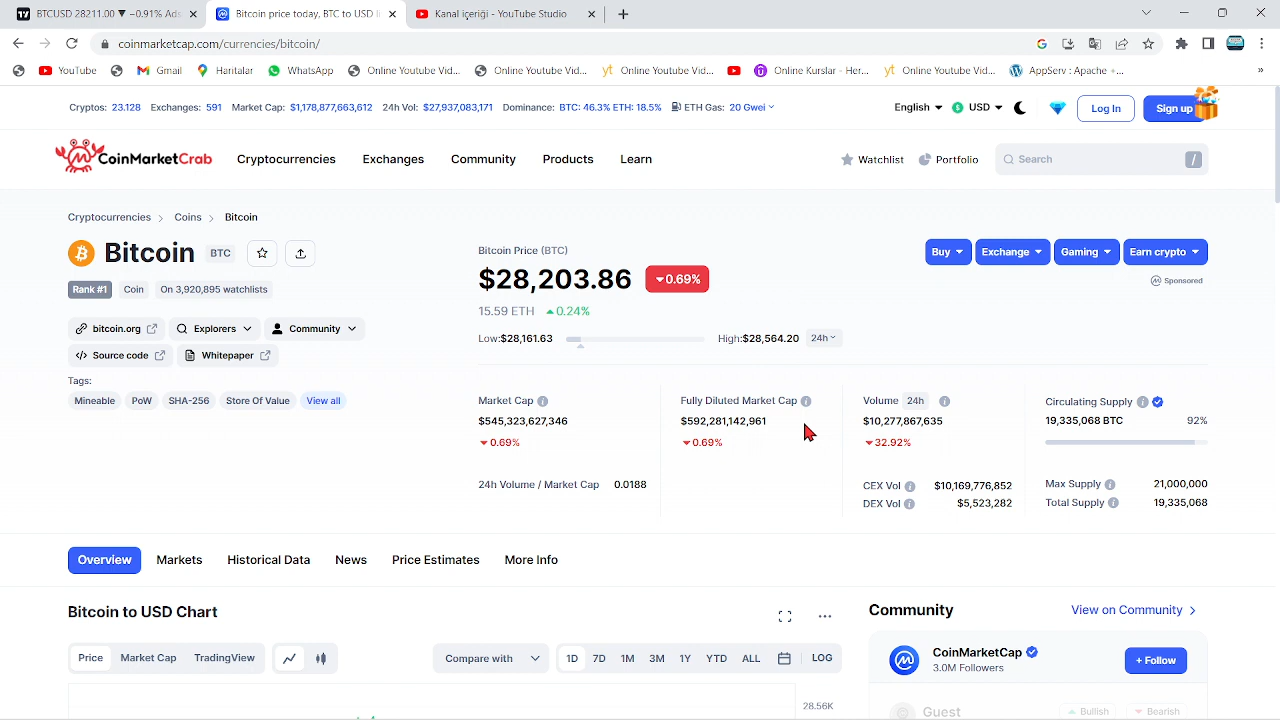 BTCUSD 28211.00 ▼ −0.91% Ads
Bitcoin price today, BTC to USD li
Kanal içeriği - YouTube Studio
coinmarketcap.com/currencies/bitcoin/
YouTube
Gmail
Haritalar
WhatsApp
Online Youtube Vid...
Online Youtube Vid...
Online Youtube Vid...
Online Kurslar - Her...
Online Youtube Vid...
AppServ : Apache +...
»
Cryptos: 23.128 Exchanges: 591 Market Cap: $1,178,877,663,612 24h Vol: $27,937,083,171 Dominance: BTC: 46.3% ETH: 18.5% ETH Gas: 20 Gwei
English USD Log In Sign up
CoinMarketCrab Cryptocurrencies Exchanges Community Products Learn
Watchlist Portfolio Search /
Cryptocurrencies > Coins > Bitcoin
Bitcoin BTC
Rank #1 Coin On 3,920,895 watchlists
bitcoin.org Explorers Community
Source code Whitepaper
Tags:
Mineable PoW SHA-256 Store Of Value View all
Bitcoin Price (BTC)
$28,203.86 ▼0.69%
15.59 ETH ▲0.24%
Low:$28,161.63 High:$28,564.20 24h
Buy Exchange Gaming Earn crypto
Sponsored
Market Cap
$545,323,627,346
▼0.69%
24h Volume / Market Cap 0.0188
Fully Diluted Market Cap
$592,281,142,961
▼0.69%
Volume 24h
$10,277,867,635
▼32.92%
CEX Vol $10,169,776,852
DEX Vol $5,523,282
Circulating Supply
19,335,068 BTC 92%
Max Supply 21,000,000
Total Supply 19,335,068
Overview Markets Historical Data News Price Estimates More Info
Bitcoin to USD Chart
Price Market Cap TradingView
Compare with 1D 7D 1M 3M 1Y YTD ALL LOG
28.56K
Community View on Community >
CoinMarketCap
3.0M Followers
+ Follow
Guest
▲ Bullish ▼ Bearish